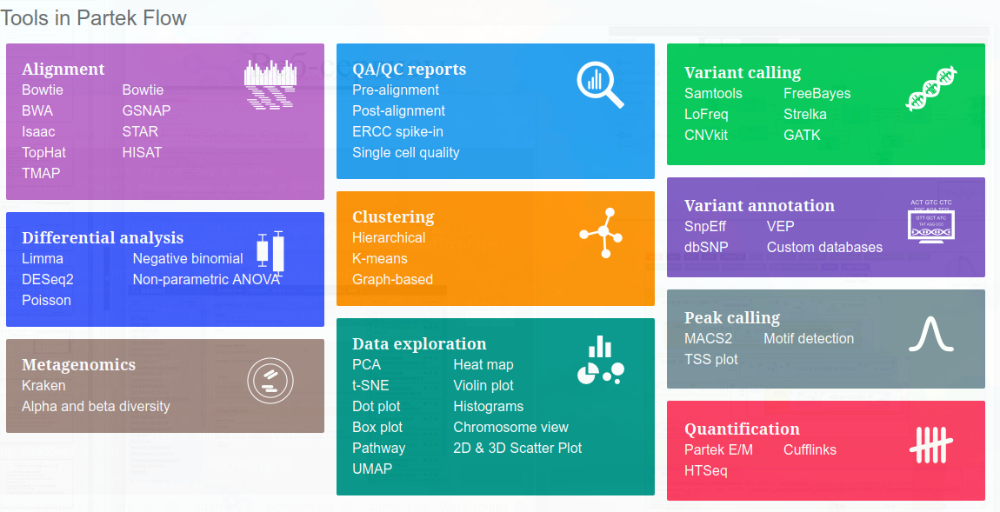 Tools in Partek Flow
Alignment
Bowtie Bowtie
BWA GSNAP
Isaac STAR
TopHat HISAT
TMAP
Differential analysis
Limma Negative binomial
DESeq2 Non-parametric ANOVA
Poisson
Metagenomics
Kraken
Alpha and beta diversity
QA/QC reports
Pre-alignment
Post-alignment
ERCC spike-in
Single cell quality
Clustering
Hierarchical
K-means
Graph-based
Data exploration
PCA Heat map
t-SNE Violin plot
Dot plot Histograms
Box plot Chromosome view
Pathway 2D & 3D Scatter Plot
UMAP
Variant calling
Samtools FreeBayes
LoFreq Strelka
CNVkit GATK
Variant annotation
SnpEff VEP
dbSNP Custom databases
ACT GTC CTC
GTT GCT ATC
TAT AGG CCC
Peak calling
MACS2 Motif detection
TSS plot
Quantification
Partek E/M Cufflinks
HTSeq